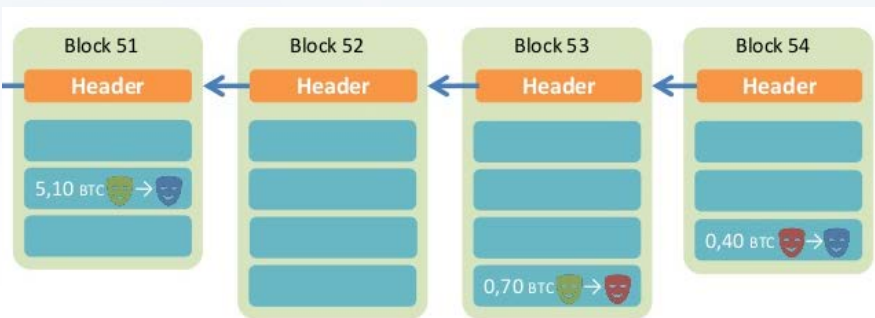 Block 51
Header
5,10 BTC
Block 52
Header
Block 53
Header
0,70 BTC
Block 54
Header
0,40 BTC